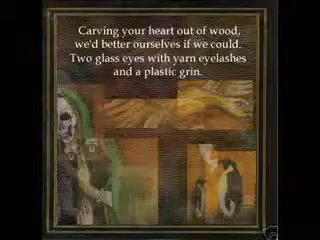 Carving your heart out of wood,
we'd better ourselves if we could.
Two glass eyes with yarn eyelashes
and a plastic grin.